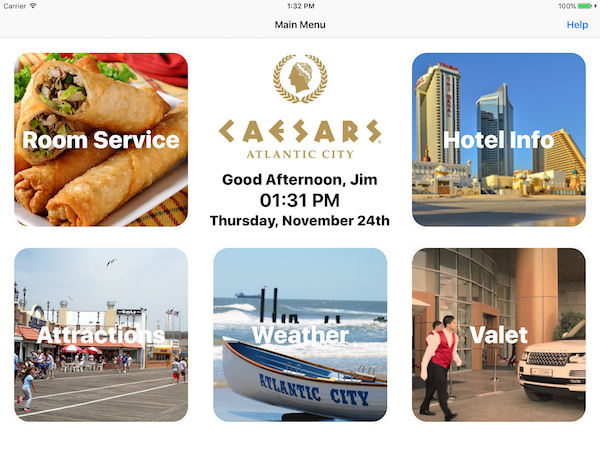 Carrier 1:32 PM 100%
Main Menu Help
Room Service
CAESARS
ATLANTIC CITY
Good Afternoon, Jim
01:31 PM
Thursday, November 24th
Hotel Info
Attractions
Weather
ATLANTIC CITY
Valet